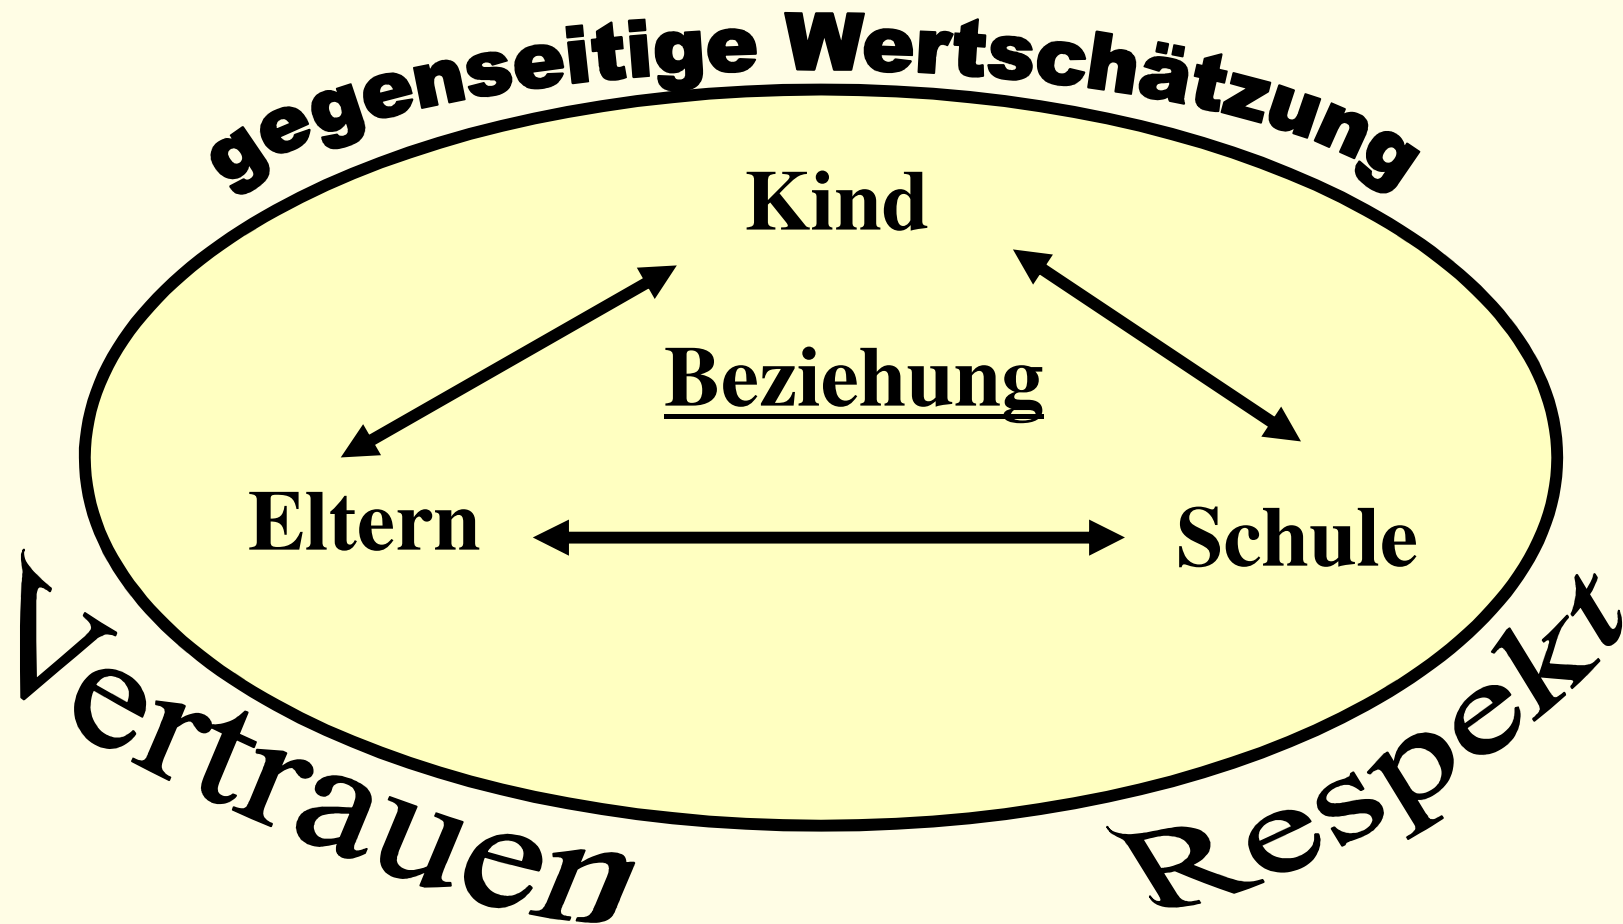 gegenseitige Wertschätzung
Kind
Beziehung
Eltern
Schule
Vertrauen
Respekt